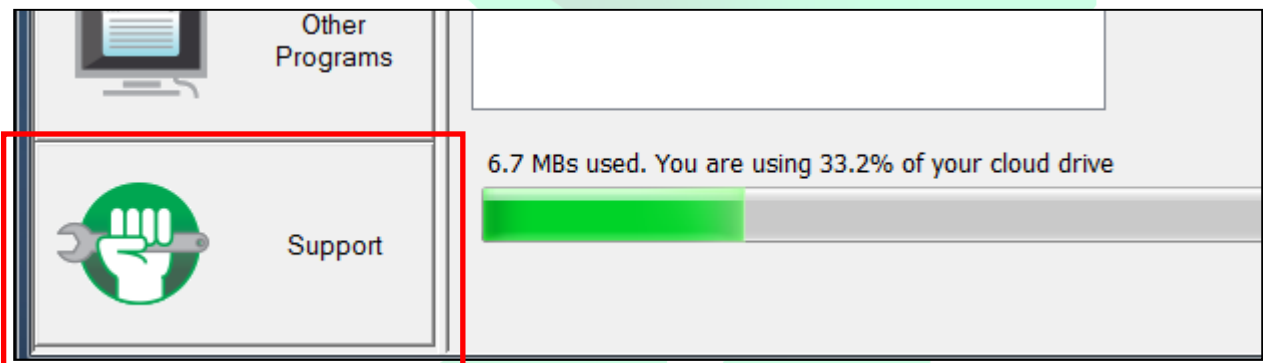 Other
Programs
6.7 MBs used. You are using 33.2% of your cloud drive
Support